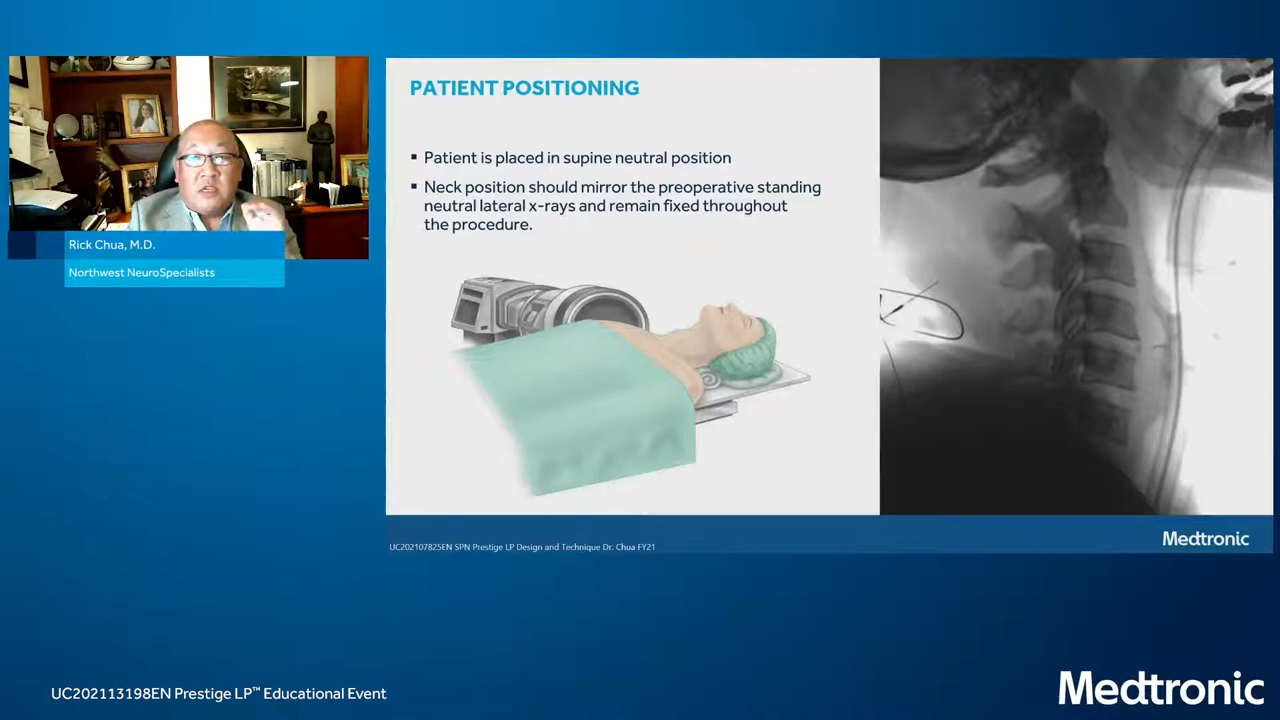 Rick Chua, M.D.
Northwest NeuroSpecialists
PATIENT POSITIONING
▪ Patient is placed in supine neutral position
▪ Neck position should mirror the preoperative standing
neutral lateral x-rays and remain fixed throughout
the procedure.
UC202107825EN SPN Prestige LP Design and Technique Dr. Chua FY21
Medtronic
UC202113198EN Prestige LP™ Educational Event
Medtronic